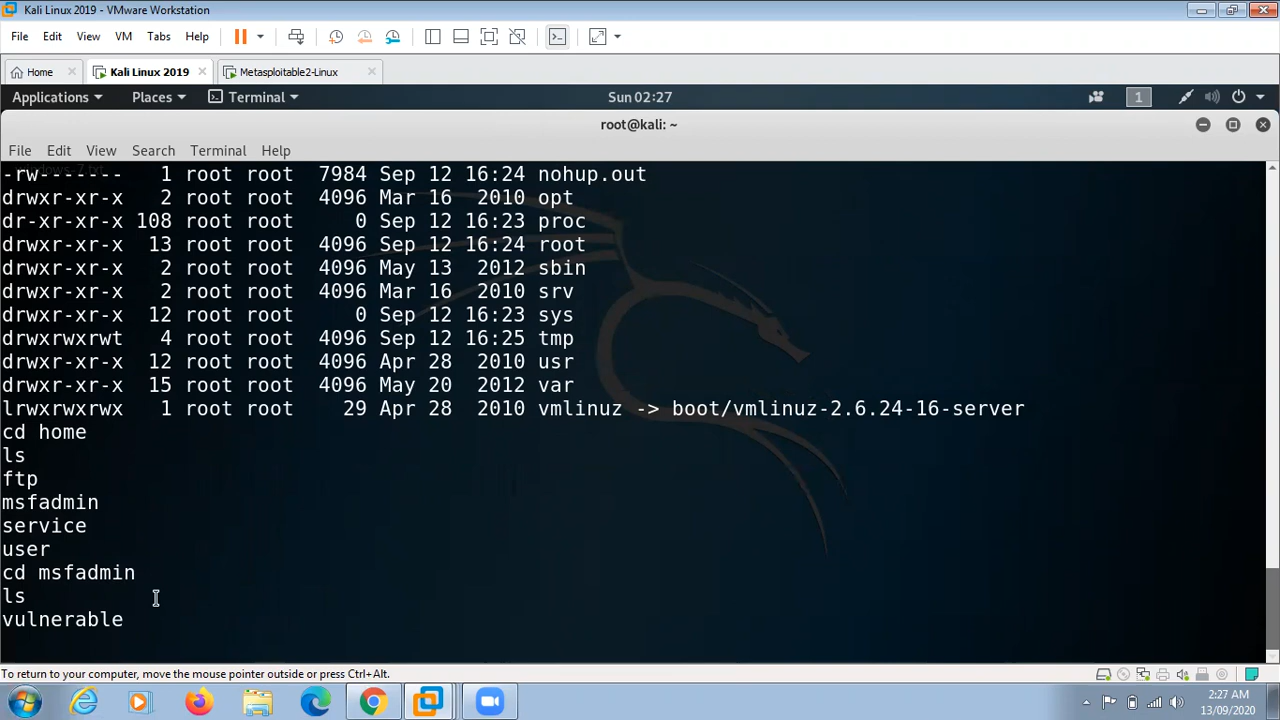 Kali Linux 2019 - VMware Workstation
File Edit View VM Tabs Help
Home Kali Linux 2019 Metasploitable2-Linux
Applications Places Terminal Sun 02:27 1
root@kali: ~
File Edit View Search Terminal Help
windows-7.txt
-rw------- 1 root root 7984 Sep 12 16:24 nohup.out
drwxr-xr-x 2 root root 4096 Mar 16 2010 opt
dr-xr-xr-x 108 root root 0 Sep 12 16:23 proc
drwxr-xr-x 13 root root 4096 Sep 12 16:24 root
drwxr-xr-x 2 root root 4096 May 13 2012 sbin
drwxr-xr-x 2 root root 4096 Mar 16 2010 srv
drwxr-xr-x 12 root root 0 Sep 12 16:23 sys
drwxrwxrwt 4 root root 4096 Sep 12 16:25 tmp
drwxr-xr-x 12 root root 4096 Apr 28 2010 usr
drwxr-xr-x 15 root root 4096 May 20 2012 var
lrwxrwxrwx 1 root root 29 Apr 28 2010 vmlinuz -> boot/vmlinuz-2.6.24-16-server
cd home
ls
ftp
msfadmin
service
user
cd msfadmin
ls
vulnerable
To return to your computer, move the mouse pointer outside or press Ctrl+Alt.
2:27 AM
13/09/2020